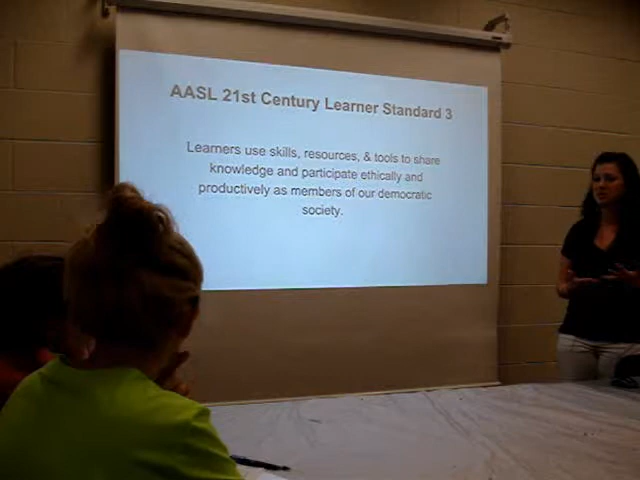 AASL 21st Century Learner Standard 3
Learners use skills, resources, & tools to share
knowledge and participate ethically and
productively as members of our democratic
society.